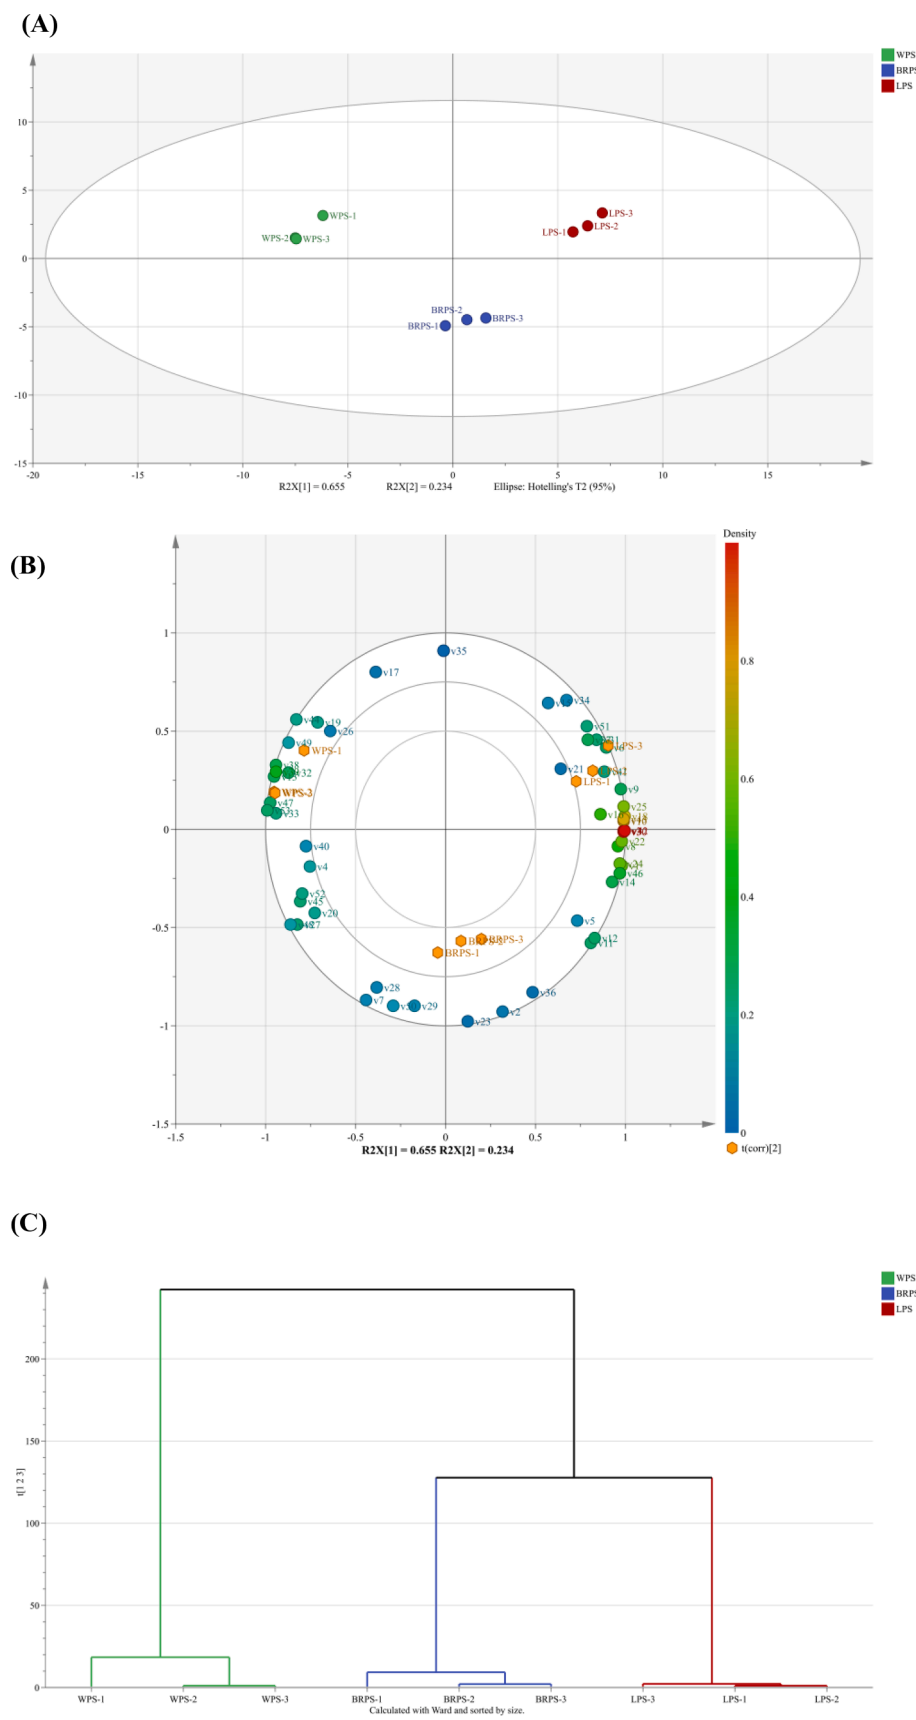 (A)
WPS
BRPS
LPS
10
5
0
-5
-10
-15
WPS-1
WPS-2
WPS-3
LPS-3
LPS-2
LPS-1
BRPS-2
BRPS-3
BRPS-1
-20
-15
-10
-5
0
5
10
15
R2X[1] = 0.655
R2X[2] = 0.234
Ellipse: Hotelling's T2 (95%)
(B)
Density
0.8
0.6
0.4
0.2
0
t(corr)[2]
1
0.5
0
-0.5
-1
-1.5
v35
v17
v34
v51
v19
v26
v49
WPS-1
LPS-3
v6
v38
v32
v21
LPS-1
v9
v47
v33
v25
v22
v8
v40
v4
v24
v46
v14
v52
v45
v20
v5
v12
v11
BRPS-3
BRPS-1
v28
v7
v29
v36
v2
v23
-1.5
-1
-0.5
0
0.5
1
R2X[1] = 0.655 R2X[2] = 0.234
(C)
WPS
BRPS
LPS
t[1 2 3]
200
150
100
50
0
WPS-1
WPS-2
WPS-3
BRPS-1
BRPS-2
BRPS-3
LPS-3
LPS-1
LPS-2
Calculated with Ward and sorted by size.